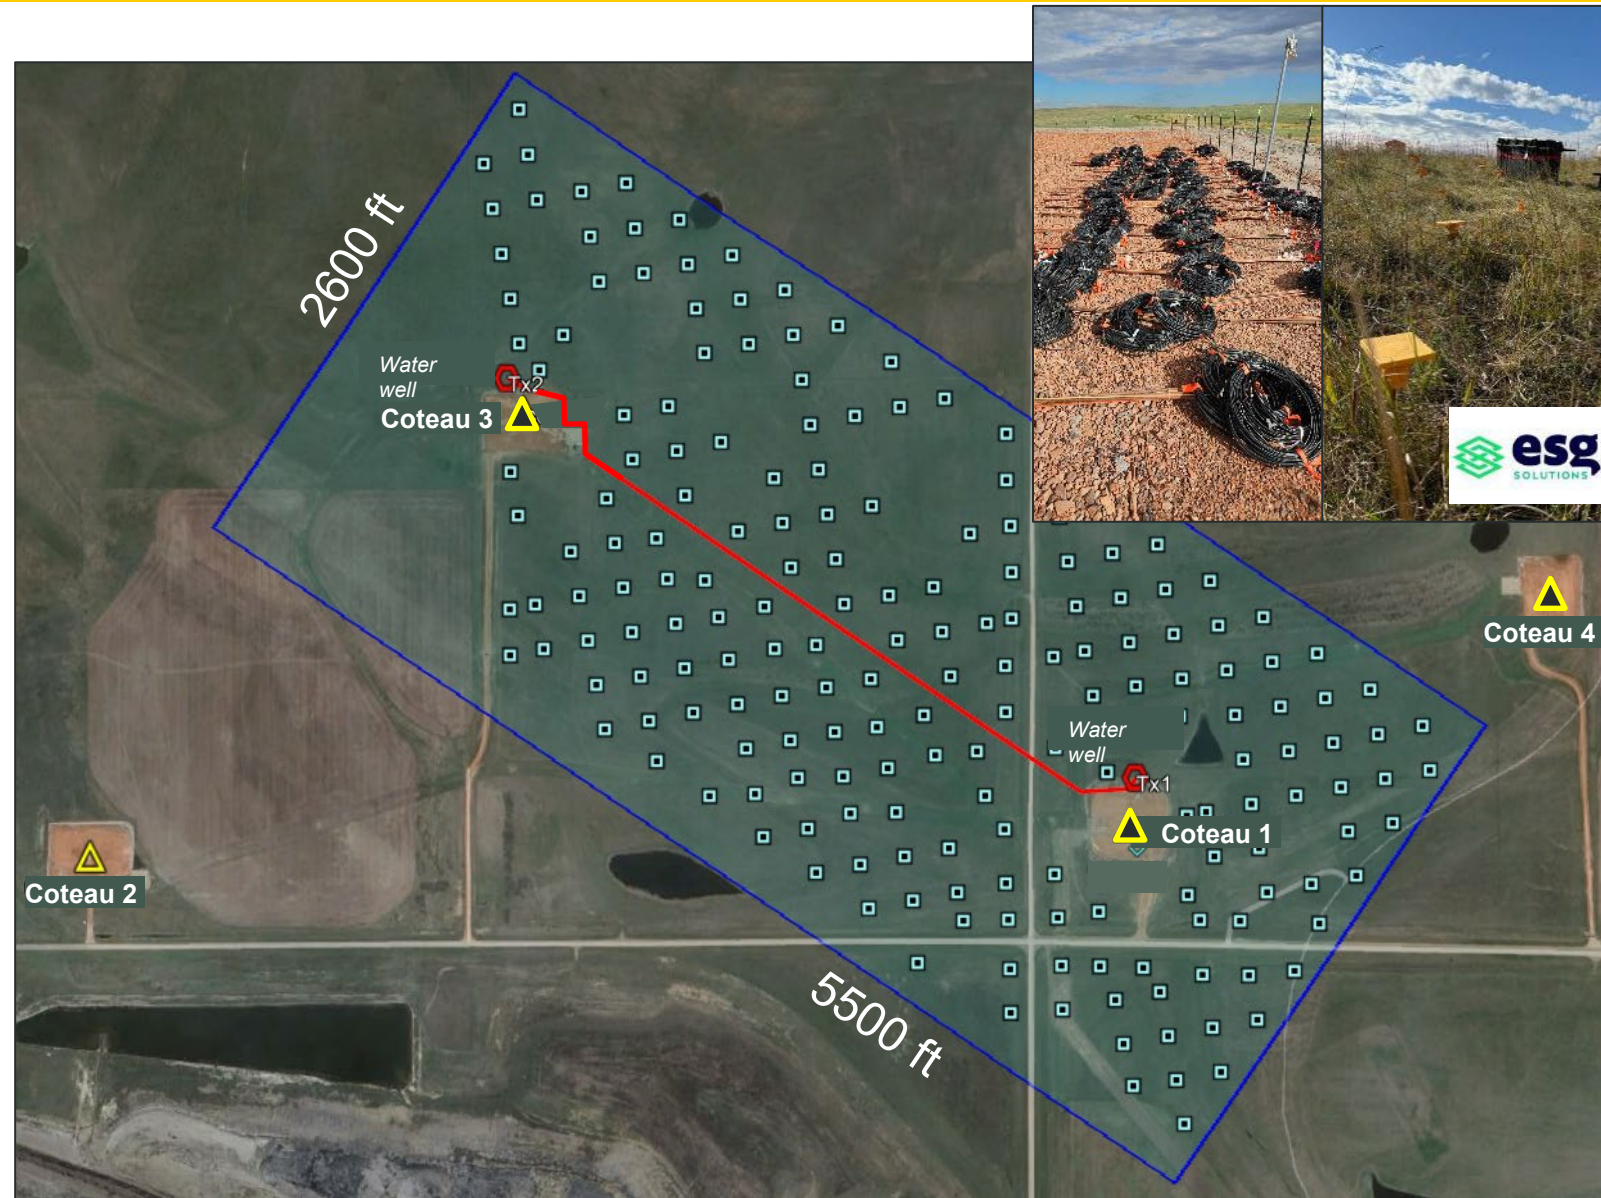 2600 ft
Water
well
Tx2
Coteau 3
esg
SOLUTIONS
Coteau 4
Water
well
Tx1
Coteau 1
Coteau 2
5500 ft